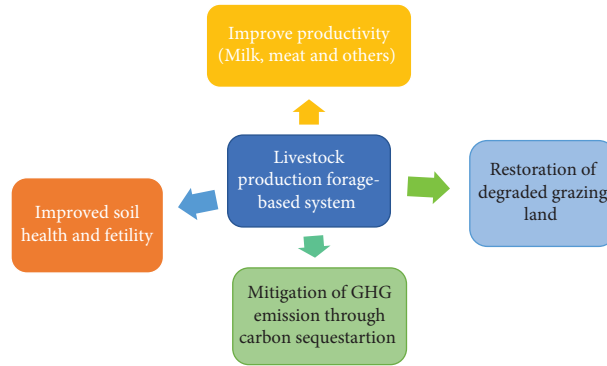 Improve productivity
(Milk, meat and others)
Livestock
production forage-
based system
Restoration of
degraded grazing
land
Improved soil
health and fetility
Mitigation of GHG
emission through
carbon sequestartion